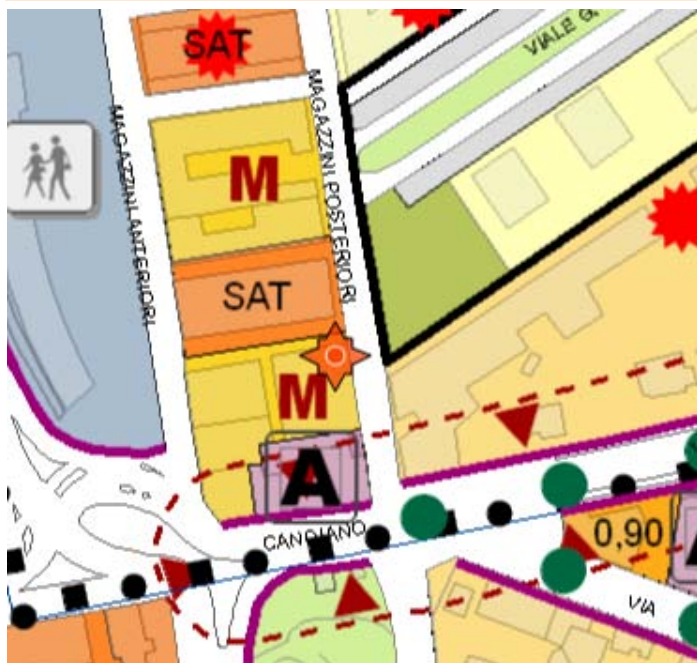 SAT
VIALE G.
MAGAZZINI ANTERIORI
MAGAZZINI POSTERIORI
M
SAT
M
A
CANDIANO
0,90
VIA